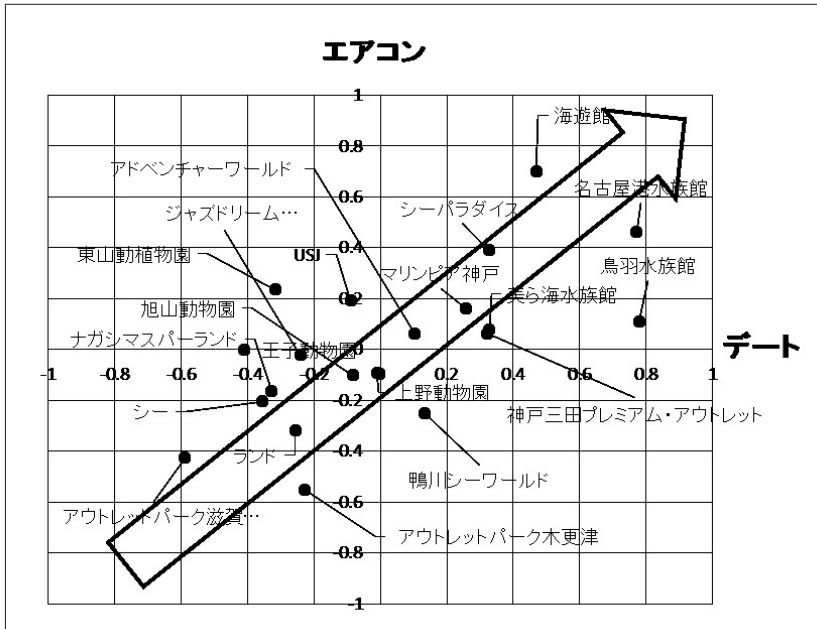 エアコン
1
0.8
海遊館
アドベンチャーワールド
0.6
名古屋港水族館
シーパラダイス
ジャズドリーム…
0.4
東山動植物園
USJ
マリンピア神戸
鳥羽水族館
0.2
旭山動物園
美ら海水族館
ナガシマスパーランド
王子動物園
0
デート
-1
-0.8
-0.6
-0.4
-0.2
0
0.2
0.4
0.6
0.8
1
上野動物園
-0.2
シー
神戸三田プレミアム・アウトレット
ランド
-0.4
鴨川シーワールド
アウトレットパーク滋賀…
-0.6
アウトレットパーク木更津
-0.8
-1